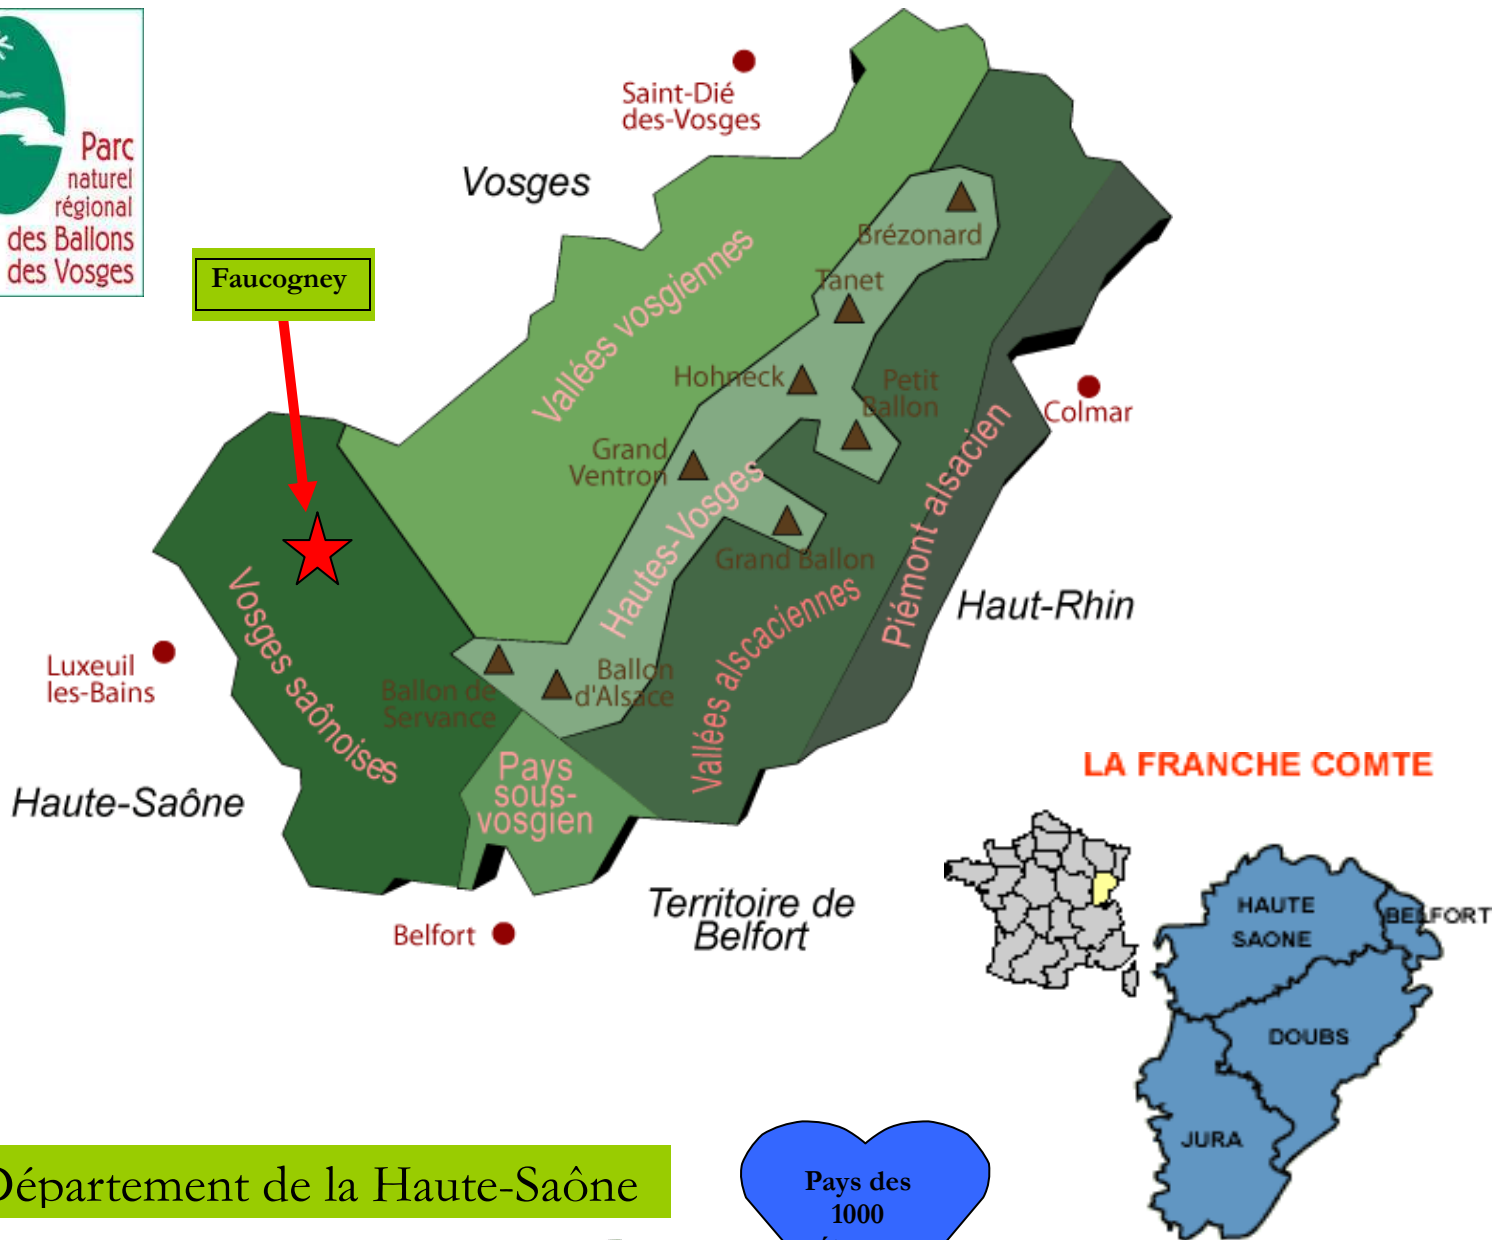 Parc
naturel
régional
des Ballons
des Vosges
Saint-Dié
des-Vosges
Vosges
Faucogney
Brézonard
Tanet
Vallées vosgiennes
Hohneck
Petit
Ballon
Colmar
Grand
Ventron
Hautes-Vosges
Piémont alsacien
Grand Ballon
Haut-Rhin
Vallées alscaciennes
Vosges saônoises
Luxeuil
les-Bains
Ballon de
Servance
Ballon
d'Alsace
Pays
sous-
vosgien
Haute-Saône
Territoire de
Belfort
Belfort
LA FRANCHE COMTE
HAUTE
SAONE
BELFORT
DOUBS
JURA
Département de la Haute-Saône
Pays des
1000